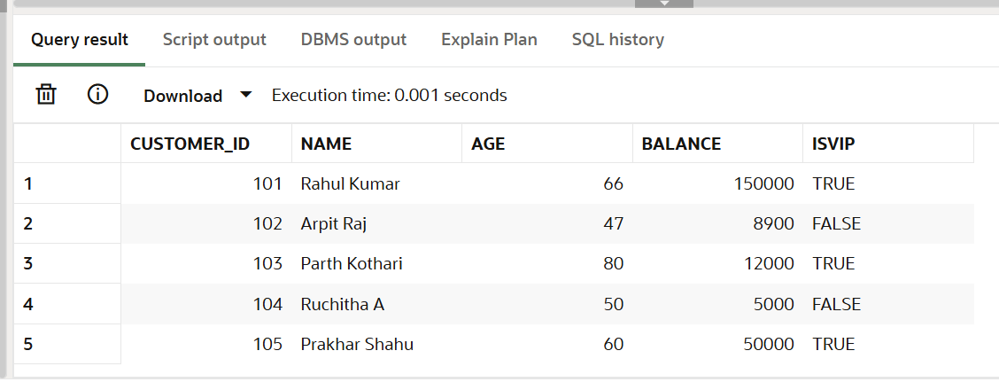 Query result Script output DBMS output Explain Plan SQL history
Download Execution time: 0.001 seconds
CUSTOMER_ID NAME AGE BALANCE ISVIP
1 101 Rahul Kumar 66 150000 TRUE
2 102 Arpit Raj 47 8900 FALSE
3 103 Parth Kothari 80 12000 TRUE
4 104 Ruchitha A 50 5000 FALSE
5 105 Prakhar Shahu 60 50000 TRUE